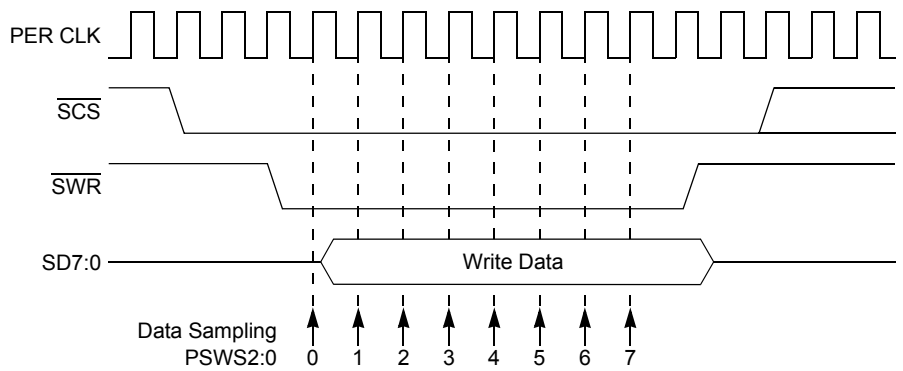 PER CLK
SCS
SWR
SD7:0
Write Data
Data Sampling
PSWS2:0 0 1 2 3 4 5 6 7